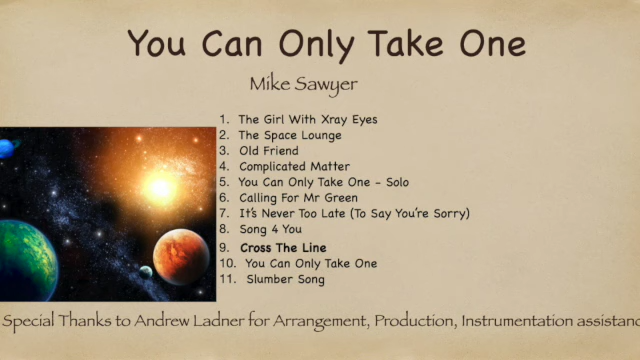 You Can Only Take One
Mike Sawyer
1. The Girl With Xray Eyes
2. The Space Lounge
3. Old Friend
4. Complicated Matter
5. You Can Only Take One - Solo
6. Calling For Mr Green
7. It's Never Too Late (To Say You're Sorry)
8. Song 4 You
9. Cross The Line
10. You Can Only Take One
11. Slumber Song
Special Thanks to Andrew Ladner for Arrangement, Production, Instrumentation assistanc